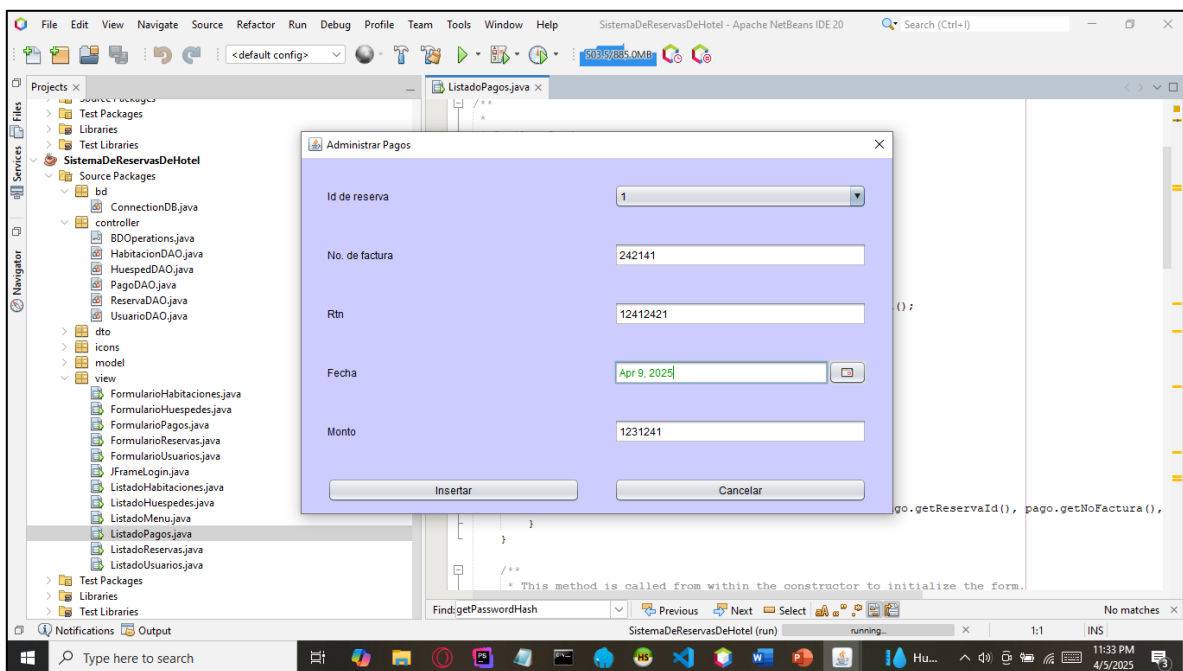 File Edit View Navigate Source Refactor Run Debug Profile Team Tools Window Help SistemaDeReservasDeHotel - Apache NetBeans IDE 20 Search (Ctrl+I)
<default config> 503.5/885.0MB
Projects ListadoPagos.java
Files
Services
Navigator
Source Packages
Test Packages
Libraries
Test Libraries
SistemaDeReservasDeHotel
Source Packages
bd
ConnectionDB.java
controller
BDOperations.java
HabitacionDAO.java
HuespedDAO.java
PagoDAO.java
ReservaDAO.java
UsuarioDAO.java
dto
icons
model
view
FormularioHabitaciones.java
FormularioHuespedes.java
FormularioPagos.java
FormularioReservas.java
FormularioUsuarios.java
JFrameLogin.java
ListadoHabitaciones.java
ListadoHuespedes.java
ListadoMenu.java
ListadoPagos.java
ListadoReservas.java
ListadoUsuarios.java
Test Packages
Libraries
Test Libraries
/**
*
Administrar Pagos
Id de reserva 1
No. de factura 242141
Rtn 12412421
Fecha Apr 9, 2025
Monto 1231241
Insertar Cancelar
();
ago.getReservaId(), pago.getNoFactura(),
}
}
/**
* This method is called from within the constructor to initialize the form.
Find: getPasswordHash Previous Next Select No matches
Notifications Output SistemaDeReservasDeHotel (run) running... 1:1 INS
Type here to search Hu... 11:33 PM
4/5/2025